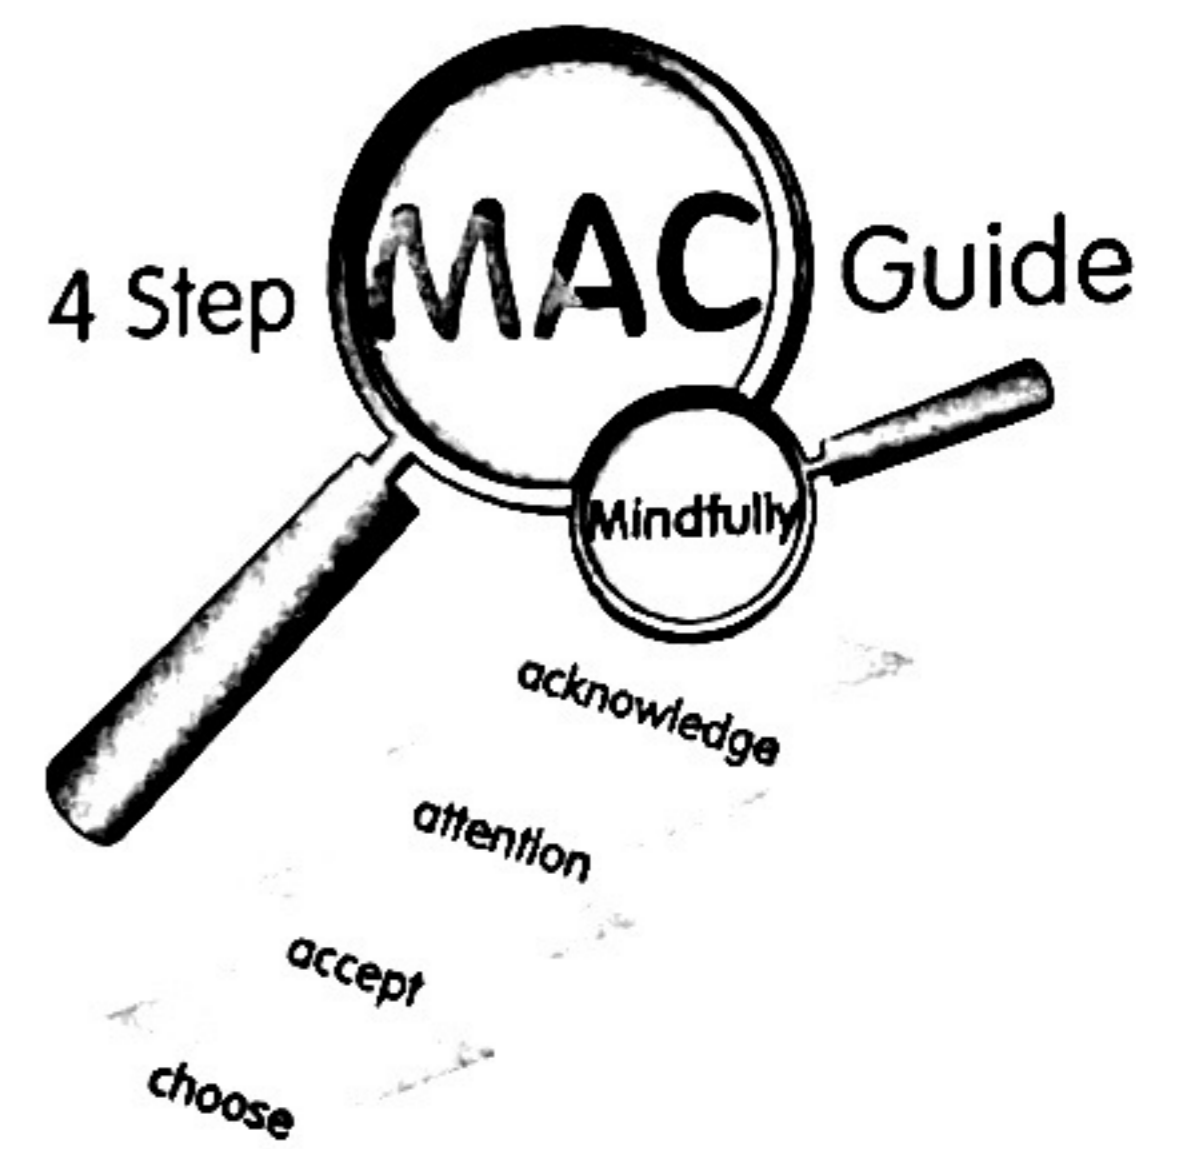 4 Step MAC Guide
Mindfully
acknowledge
attention
accept
choose